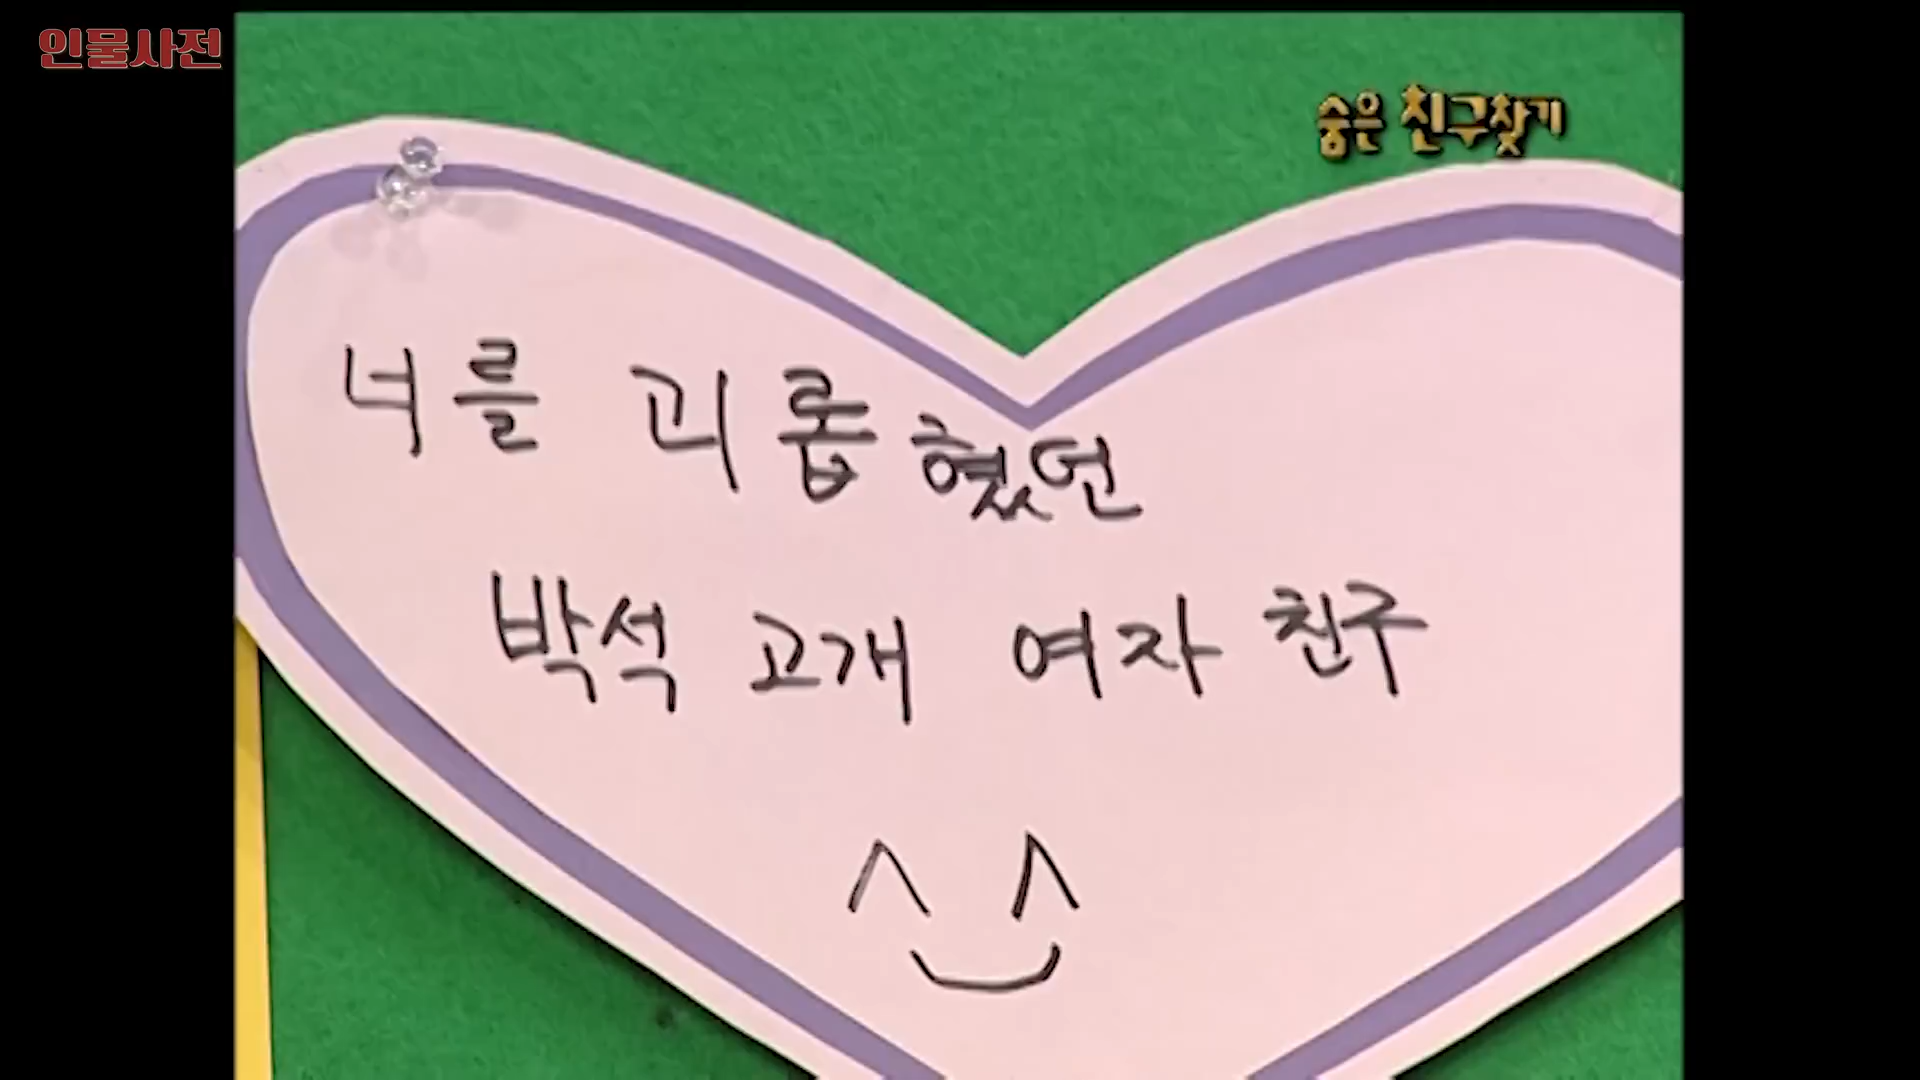 인물사전
숨은 친구찾기
너를 괴롭혔던
박석 고개 여자 친구
^ ^